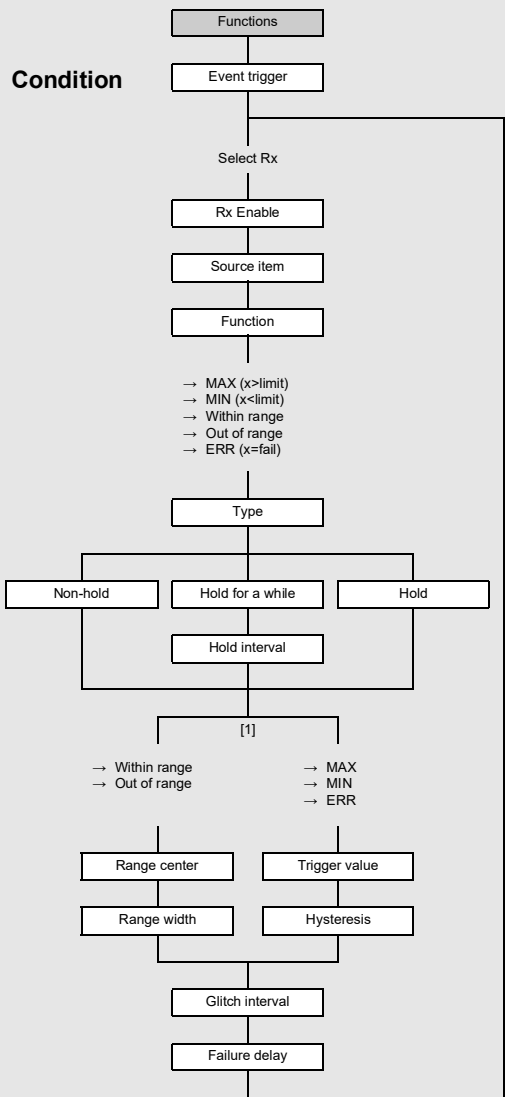 Functions
Condition
Event trigger
Select Rx
Rx Enable
Source item
Function
→ MAX (x>limit)
→ MIN (x<limit)
→ Within range
→ Out of range
→ ERR (x=fail)
Type
Non-hold
Hold for a while
Hold
Hold interval
[1]
→ Within range
→ Out of range
→ MAX
→ MIN
→ ERR
Range center
Trigger value
Range width
Hysteresis
Glitch interval
Failure delay